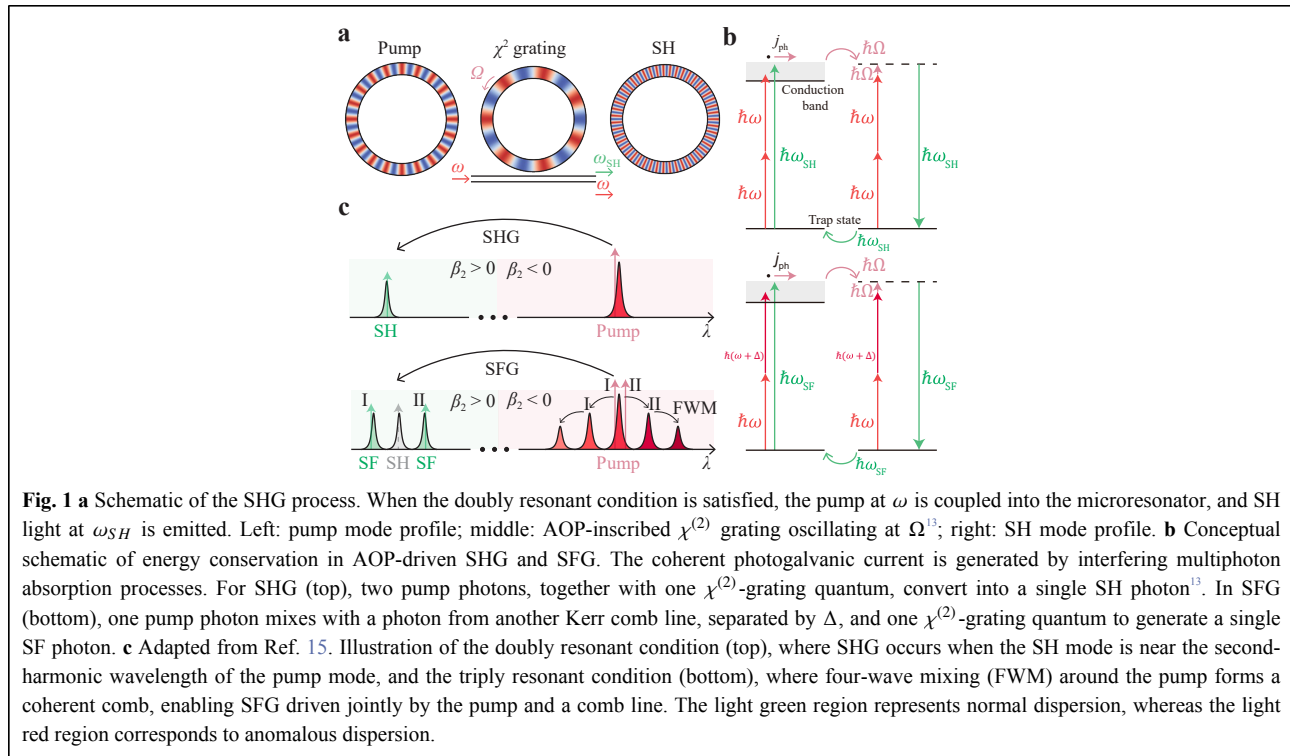 a
Pump
χ² grating
SH
Ω
ω
ω_SH
ω
b
j_ph
ħΩ
ħΩ
Conduction
band
ħω
ħω
ħω_SH
ħω_SH
ħω
ħω
Trap state
ħω_SH
j_ph
ħΩ
ħΩ
ħ(ω + Δ)
ħ(ω + Δ)
ħω_SF
ħω_SF
ħω
ħω
ħω_SF
c
SHG
β₂ > 0 β₂ < 0
SH
• • •
Pump
λ
SFG
I
II
β₂ > 0 β₂ < 0
I
I
II
II
FWM
SF
SH
SF
• • •
Pump
λ
Fig. 1 a Schematic of the SHG process. When the doubly resonant condition is satisfied, the pump at ω is coupled into the microresonator, and SH
light at ω_SH is emitted. Left: pump mode profile; middle: AOP-inscribed χ⁽²⁾ grating oscillating at Ω¹³; right: SH mode profile. b Conceptual
schematic of energy conservation in AOP-driven SHG and SFG. The coherent photogalvanic current is generated by interfering multiphoton
absorption processes. For SHG (top), two pump photons, together with one χ⁽²⁾-grating quantum, convert into a single SH photon¹³. In SFG
(bottom), one pump photon mixes with a photon from another Kerr comb line, separated by Δ, and one χ⁽²⁾-grating quantum to generate a single
SF photon. c Adapted from Ref. 15. Illustration of the doubly resonant condition (top), where SHG occurs when the SH mode is near the second-
harmonic wavelength of the pump mode, and the triply resonant condition (bottom), where four-wave mixing (FWM) around the pump forms a
coherent comb, enabling SFG driven jointly by the pump and a comb line. The light green region represents normal dispersion, whereas the light
red region corresponds to anomalous dispersion.